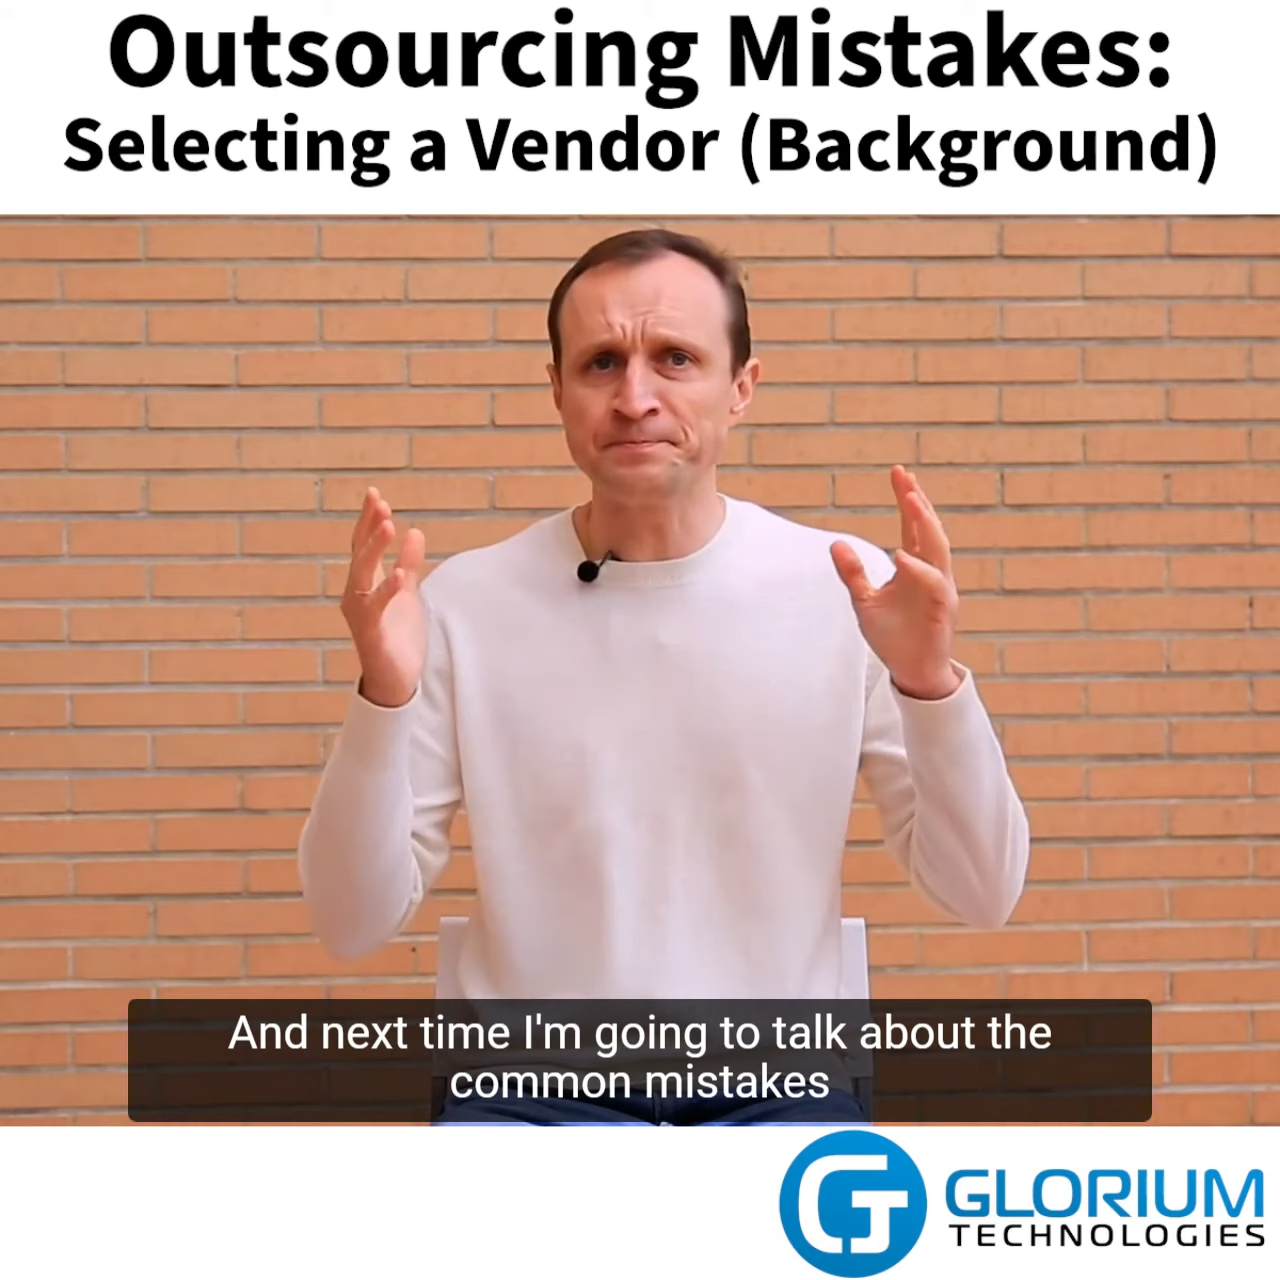 Outsourcing Mistakes:
Selecting a Vendor (Background)
And next time I'm going to talk about the
common mistakes
GLORIUM
TECHNOLOGIES